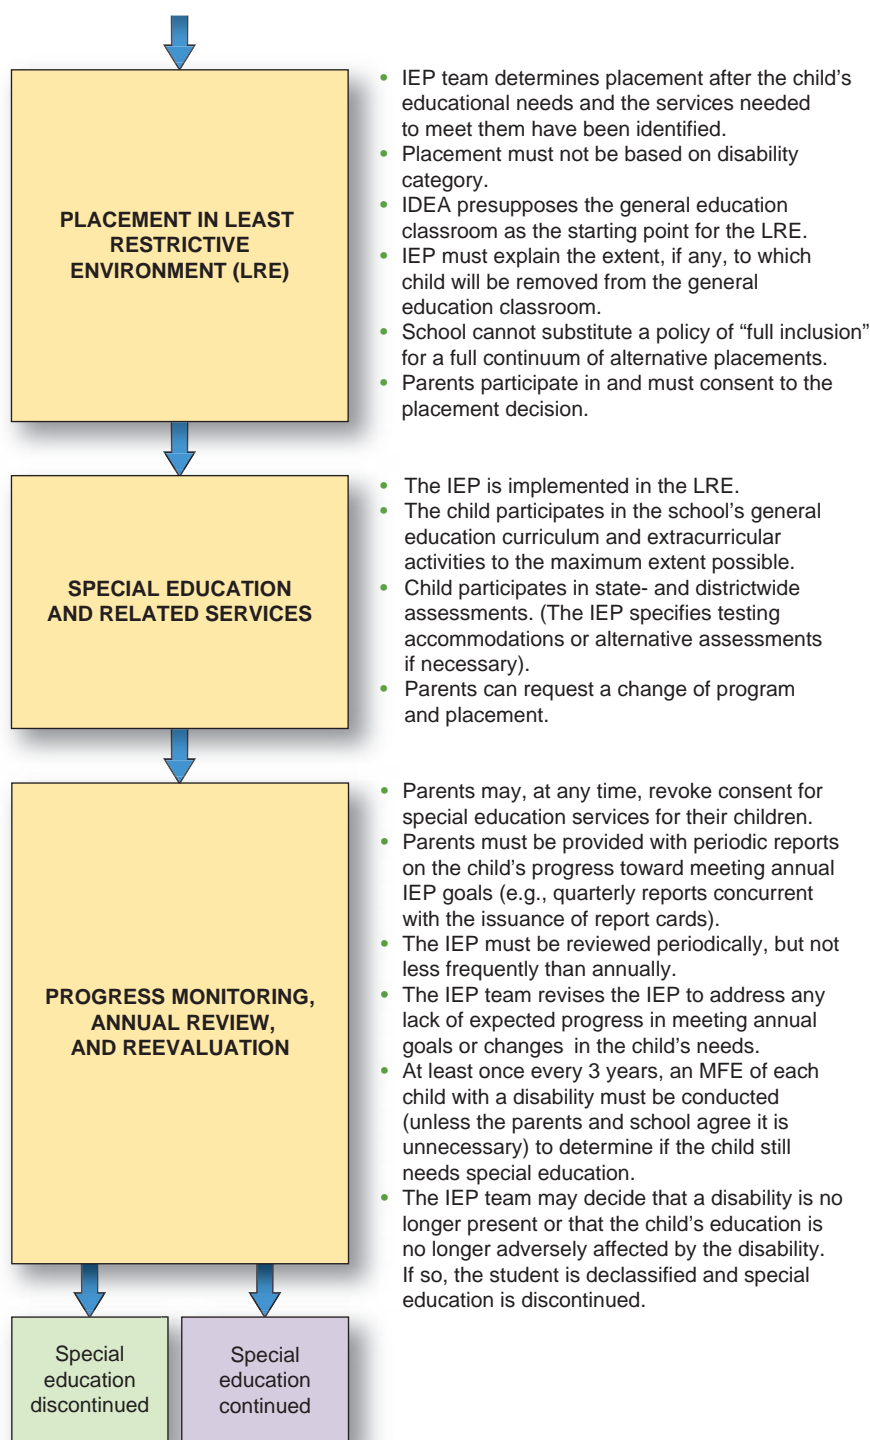 PLACEMENT IN LEAST
RESTRICTIVE
ENVIRONMENT (LRE)
• IEP team determines placement after the child’s
educational needs and the services needed
to meet them have been identified.
• Placement must not be based on disability
category.
• IDEA presupposes the general education
classroom as the starting point for the LRE.
• IEP must explain the extent, if any, to which
child will be removed from the general
education classroom.
• School cannot substitute a policy of “full inclusion”
for a full continuum of alternative placements.
• Parents participate in and must consent to the
placement decision.
SPECIAL EDUCATION
AND RELATED SERVICES
• The IEP is implemented in the LRE.
• The child participates in the school’s general
education curriculum and extracurricular
activities to the maximum extent possible.
• Child participates in state- and districtwide
assessments. (The IEP specifies testing
accommodations or alternative assessments
if necessary).
• Parents can request a change of program
and placement.
PROGRESS MONITORING,
ANNUAL REVIEW,
AND REEVALUATION
• Parents may, at any time, revoke consent for
special education services for their children.
• Parents must be provided with periodic reports
on the child’s progress toward meeting annual
IEP goals (e.g., quarterly reports concurrent
with the issuance of report cards).
• The IEP must be reviewed periodically, but not
less frequently than annually.
• The IEP team revises the IEP to address any
lack of expected progress in meeting annual
goals or changes in the child’s needs.
• At least once every 3 years, an MFE of each
child with a disability must be conducted
(unless the parents and school agree it is
unnecessary) to determine if the child still
needs special education.
• The IEP team may decide that a disability is no
longer present or that the child’s education is
no longer adversely affected by the disability.
If so, the student is declassified and special
education is discontinued.
Special
education
discontinued
Special
education
continued